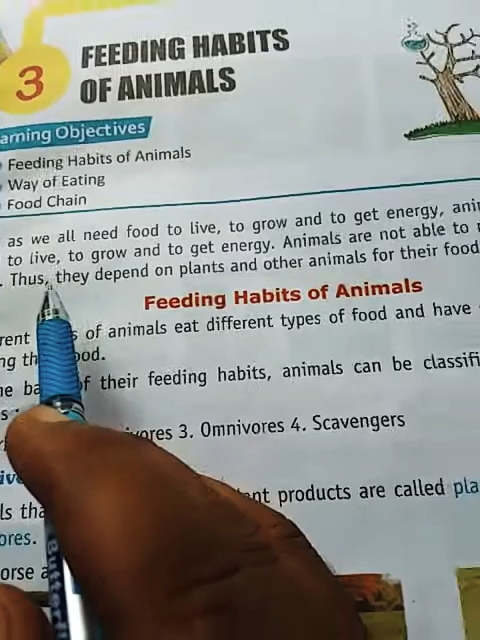 3
FEEDING HABITS
OF ANIMALS
arning Objectives
Feeding Habits of Animals
Way of Eating
Food Chain
as we all need food to live, to grow and to get energy, ani
to live, to grow and to get energy. Animals are not able to
. Thus, they depend on plants and other animals for their food
Feeding Habits of Animals
rent of animals eat different types of food and have
ng th ood.
he ba of their feeding habits, animals can be classifi
s :
vores 3. Omnivores 4. Scavengers
ive
ls tha nt products are called pla
ores.
orse a